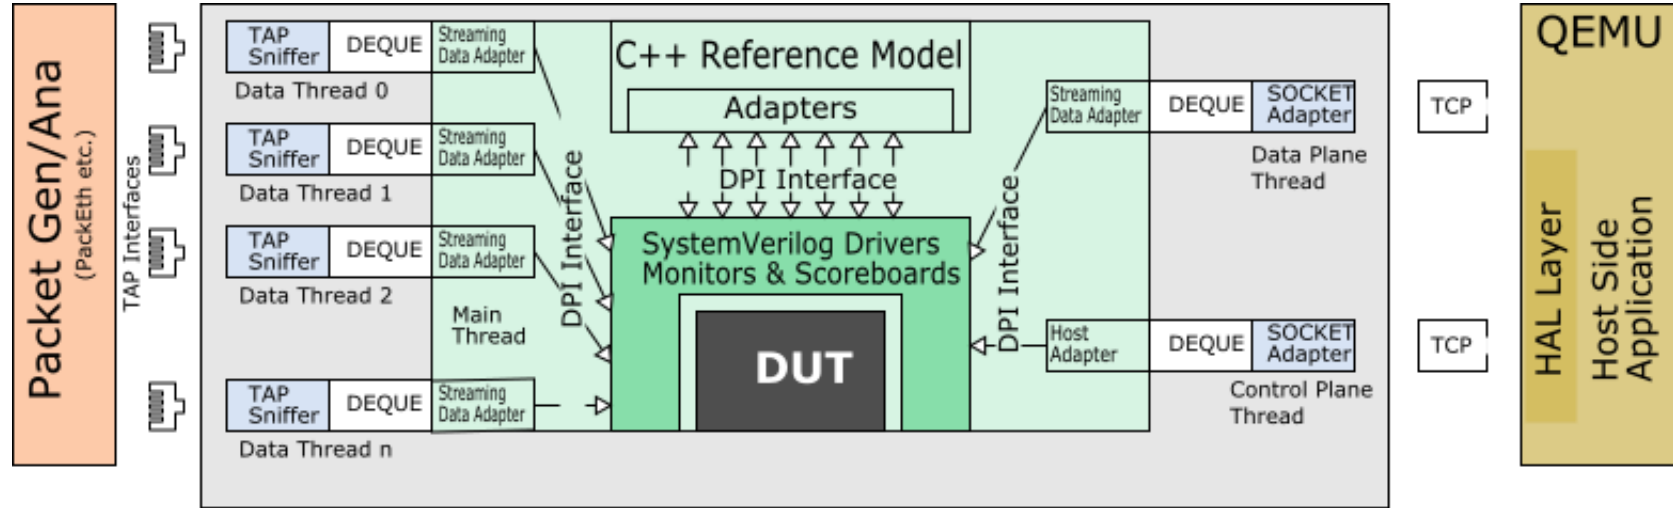 Packet Gen/Ana
(PackEth etc.)
TAP Interfaces
TAP
Sniffer
DEQUE
Streaming
Data Adapter
Data Thread 0
TAP
Sniffer
DEQUE
Streaming
Data Adapter
Data Thread 1
TAP
Sniffer
DEQUE
Streaming
Data Adapter
Data Thread 2
Main
Thread
TAP
Sniffer
DEQUE
Streaming
Data Adapter
Data Thread n
DPI Interface
C++ Reference Model
Adapters
DPI Interface
SystemVerilog Drivers
Monitors & Scoreboards
DUT
DPI Interface
Streaming
Data Adapter
DEQUE
SOCKET
Adapter
Data Plane
Thread
Host
Adapter
DEQUE
SOCKET
Adapter
Control Plane
Thread
TCP
TCP
QEMU
HAL Layer
Host Side
Application